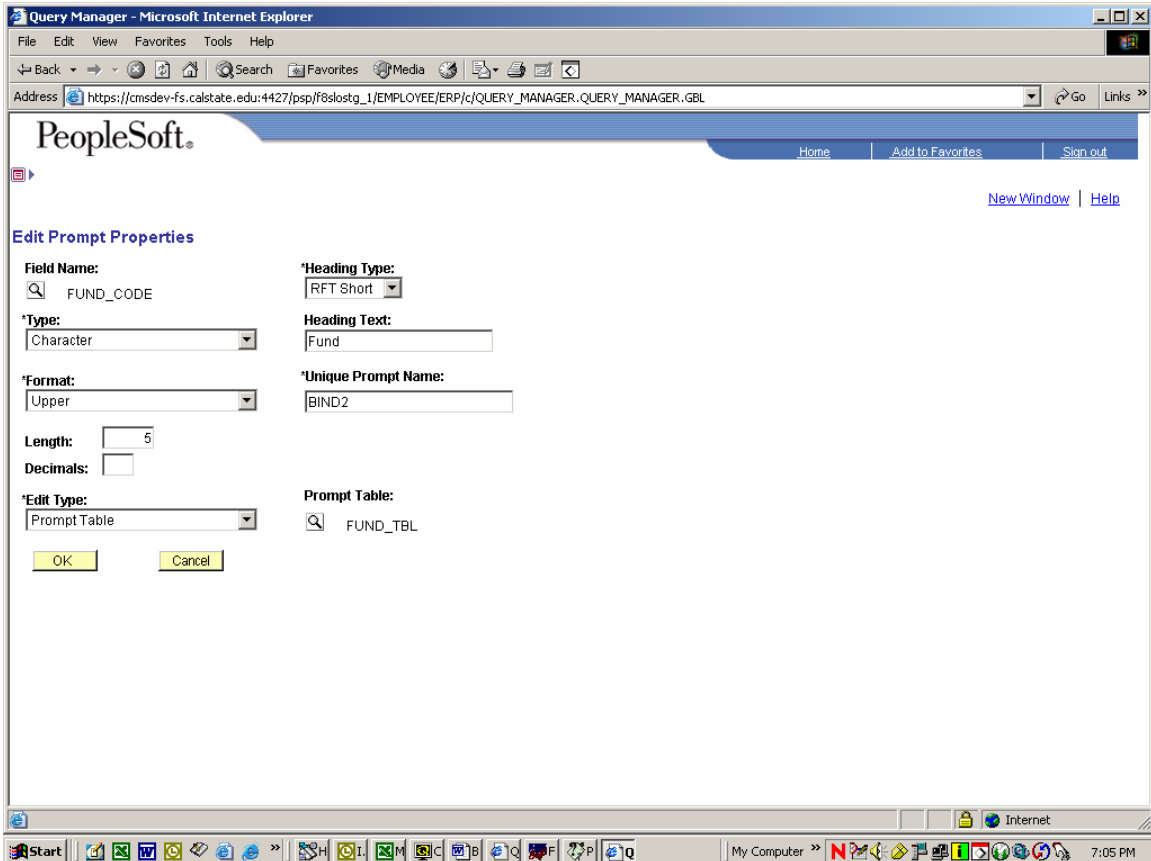 Query Manager - Microsoft Internet Explorer
File Edit View Favorites Tools Help
Back Search Favorites Media
Address https://cmsdev-fs.calstate.edu:4427/psp/f8slostg_1/EMPLOYEE/ERP/c/QUERY_MANAGER.QUERY_MANAGER.GBL Go Links »
PeopleSoft®
Home Add to Favorites Sign out
New Window | Help
Edit Prompt Properties
Field Name: *Heading Type:
FUND_CODE RFT Short
*Type: Heading Text:
Character Fund
*Format: *Unique Prompt Name:
Upper BIND2
Length: 5
Decimals:
*Edit Type: Prompt Table:
Prompt Table FUND_TBL
OK Cancel
Internet
Start » H I. M C B Q F P Q My Computer » 7:05 PM